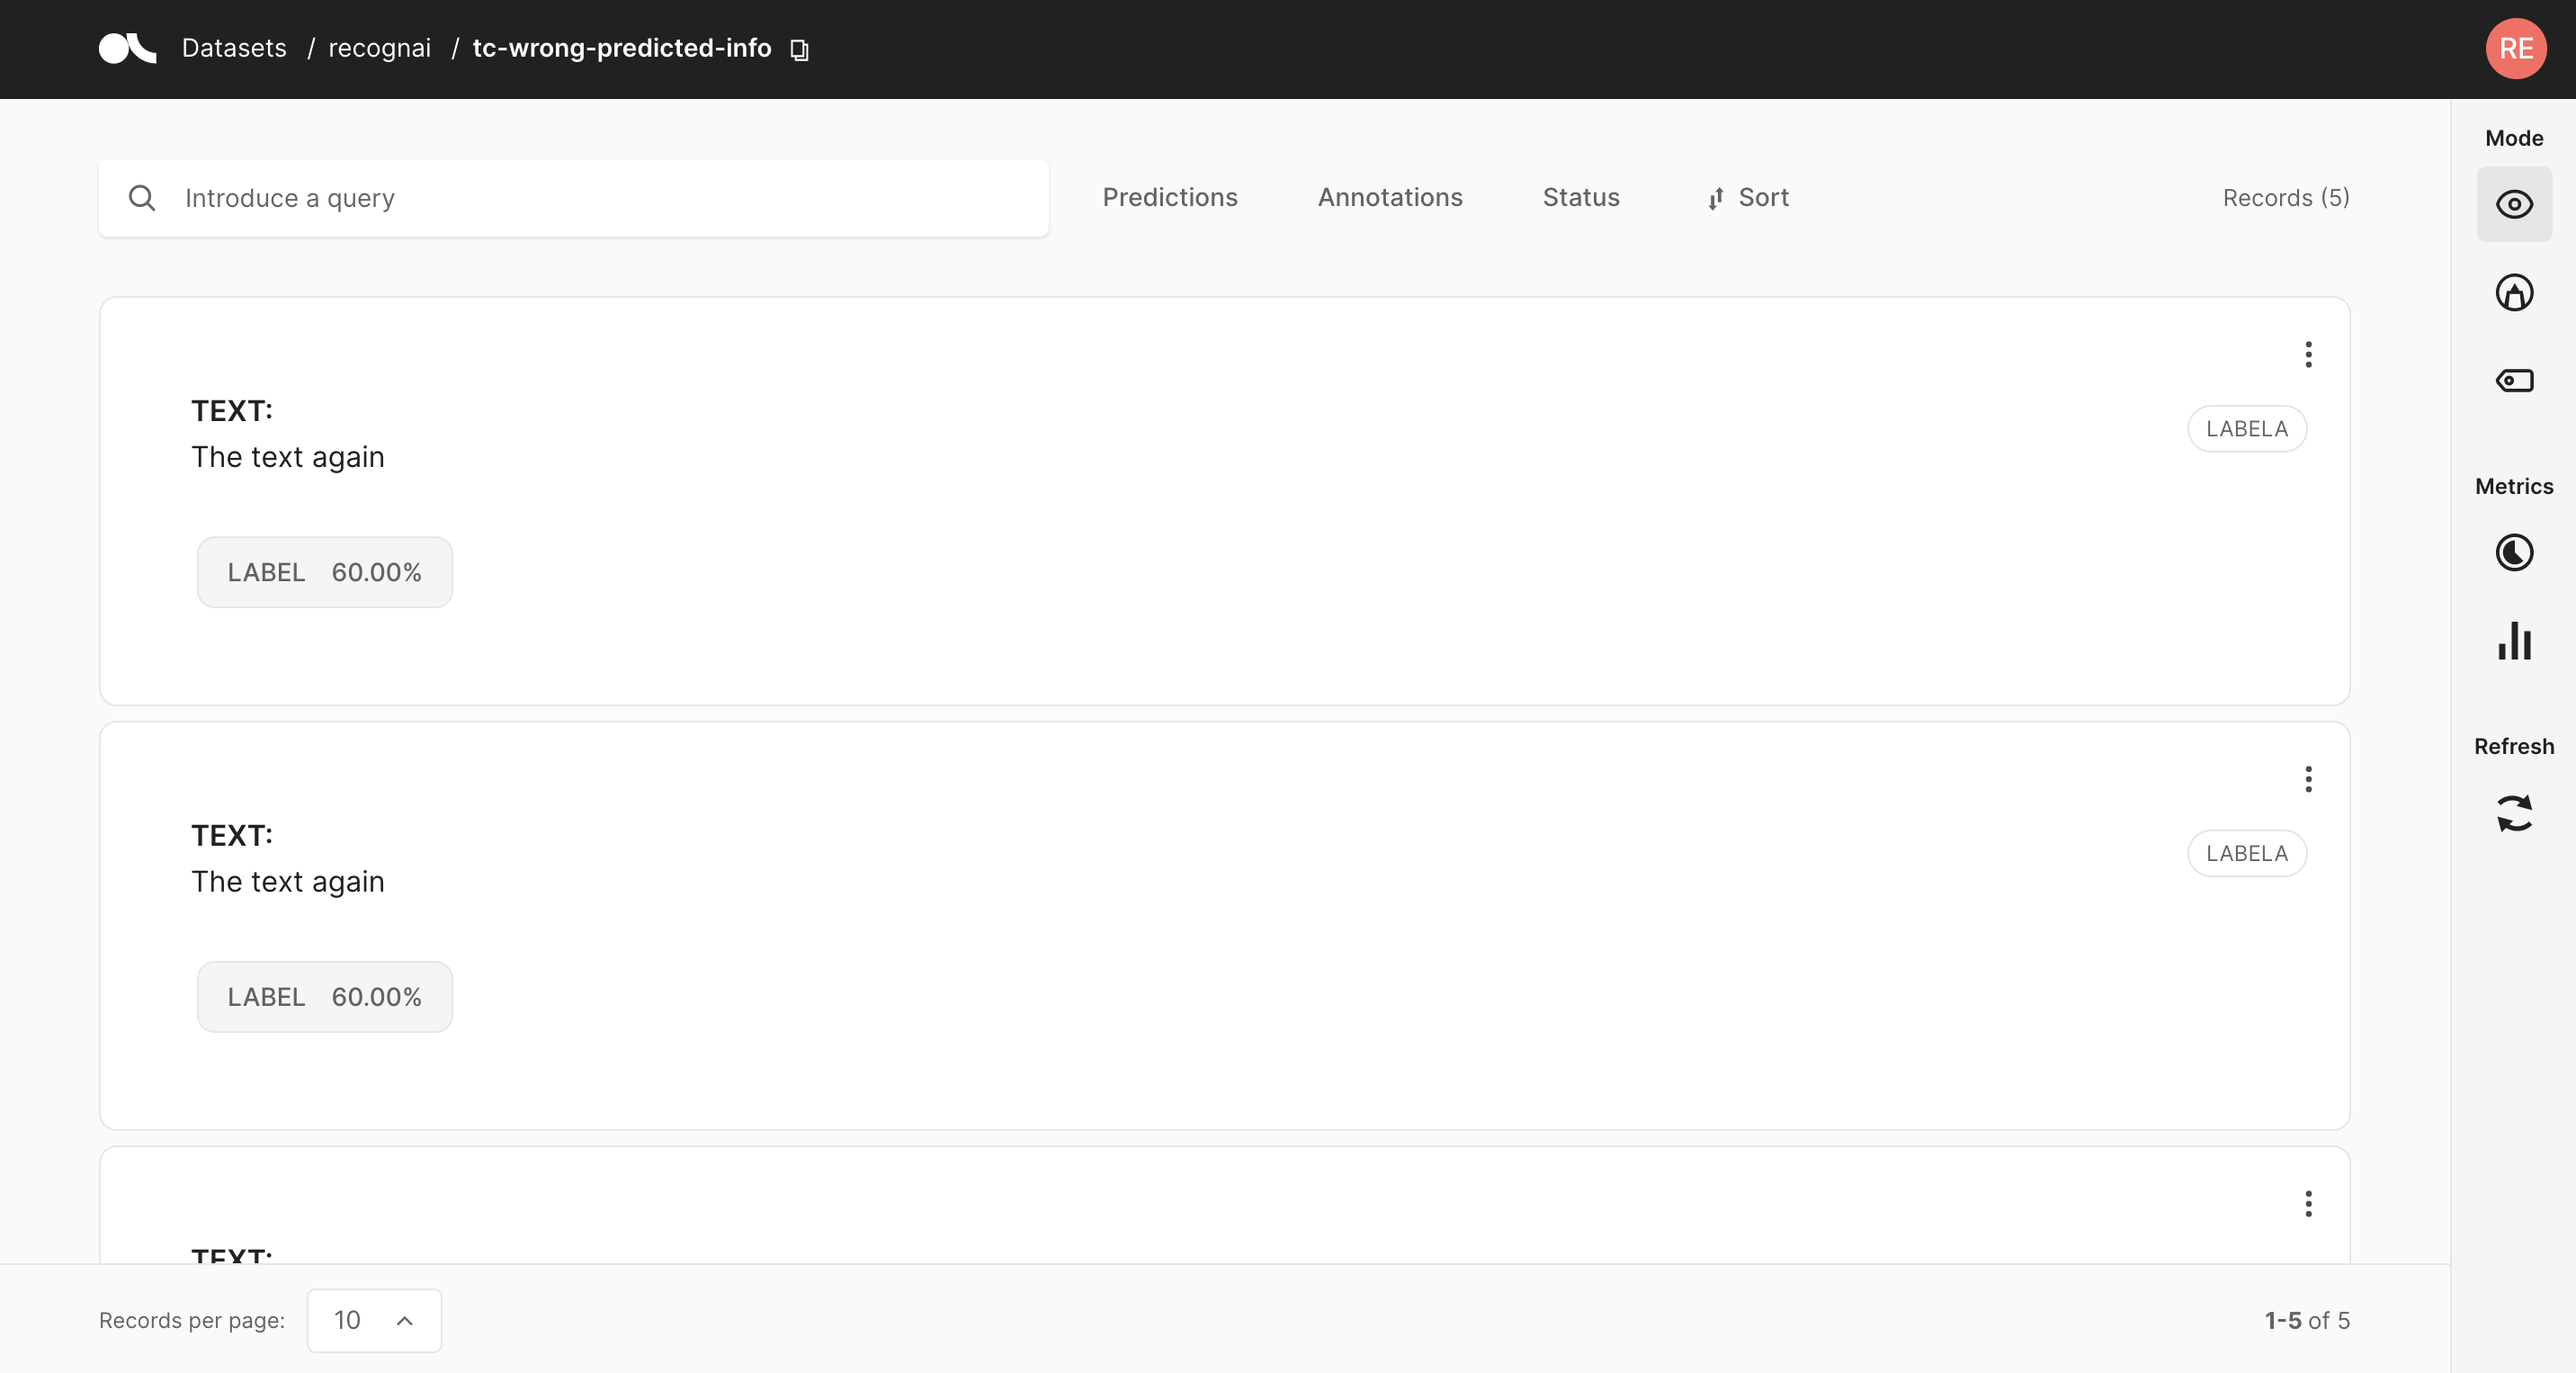 Datasets / recognai / tc-wrong-predicted-info
RE
Introduce a query
Predictions
Annotations
Status
Sort
Records (5)
Mode
TEXT:
The text again
LABELA
LABEL 60.00%
Metrics
TEXT:
The text again
LABELA
LABEL 60.00%
Refresh
TEXT:
Records per page: 10
1-5 of 5